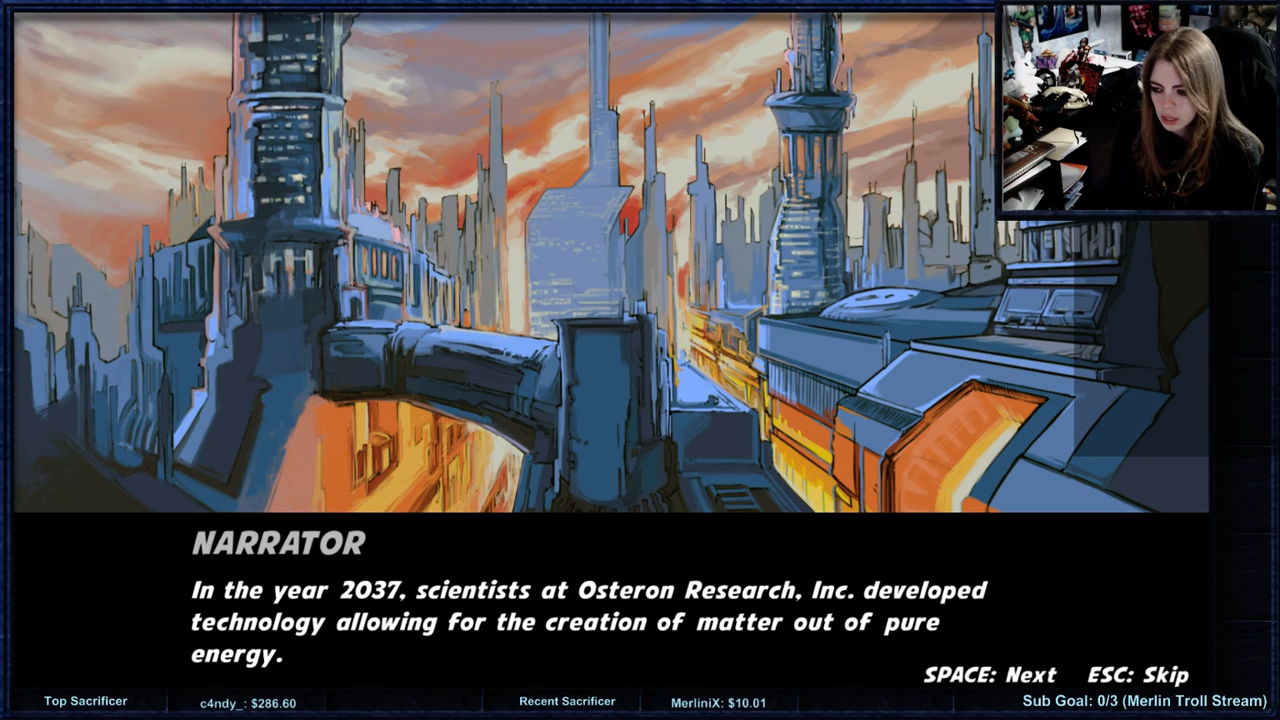 NARRATOR
In the year 2037, scientists at Osteron Research, Inc. developed
technology allowing for the creation of matter out of pure
energy.
SPACE: Next ESC: Skip
Top Sacrificer c4ndy_: $286.60 Recent Sacrificer MerliniX: $10.01 Sub Goal: 0/3 (Merlin Troll Stream)